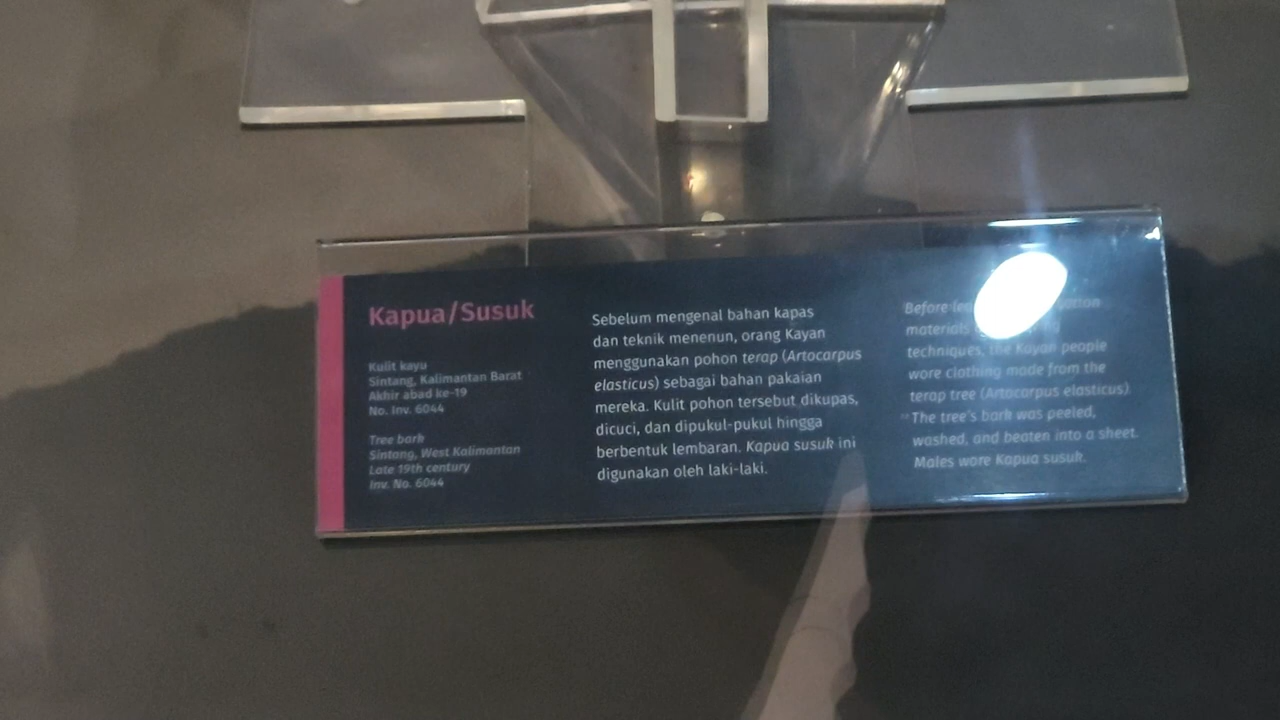 Kapua/Susuk
Kulit kayu
Sintang, Kalimantan Barat
Akhir abad ke-19
No. Inv. 6044
Tree bark
Sintang, West Kalimantan
Late 19th century
Inv. No. 6044
Sebelum mengenal bahan kapas
dan teknik menenun, orang Kayan
menggunakan pohon terap (Artocarpus
elasticus) sebagai bahan pakaian
mereka. Kulit pohon tersebut dikupas,
dicuci, dan dipukul-pukul hingga
berbentuk lembaran. Kapua susuk ini
digunakan oleh laki-laki.
Before
materials
techniques, the Kayan people
wore clothing made from the
terap tree (Artocarpus elasticus).
The tree's bark was peeled,
washed, and beaten into a sheet.
Males wore Kapua susuk.